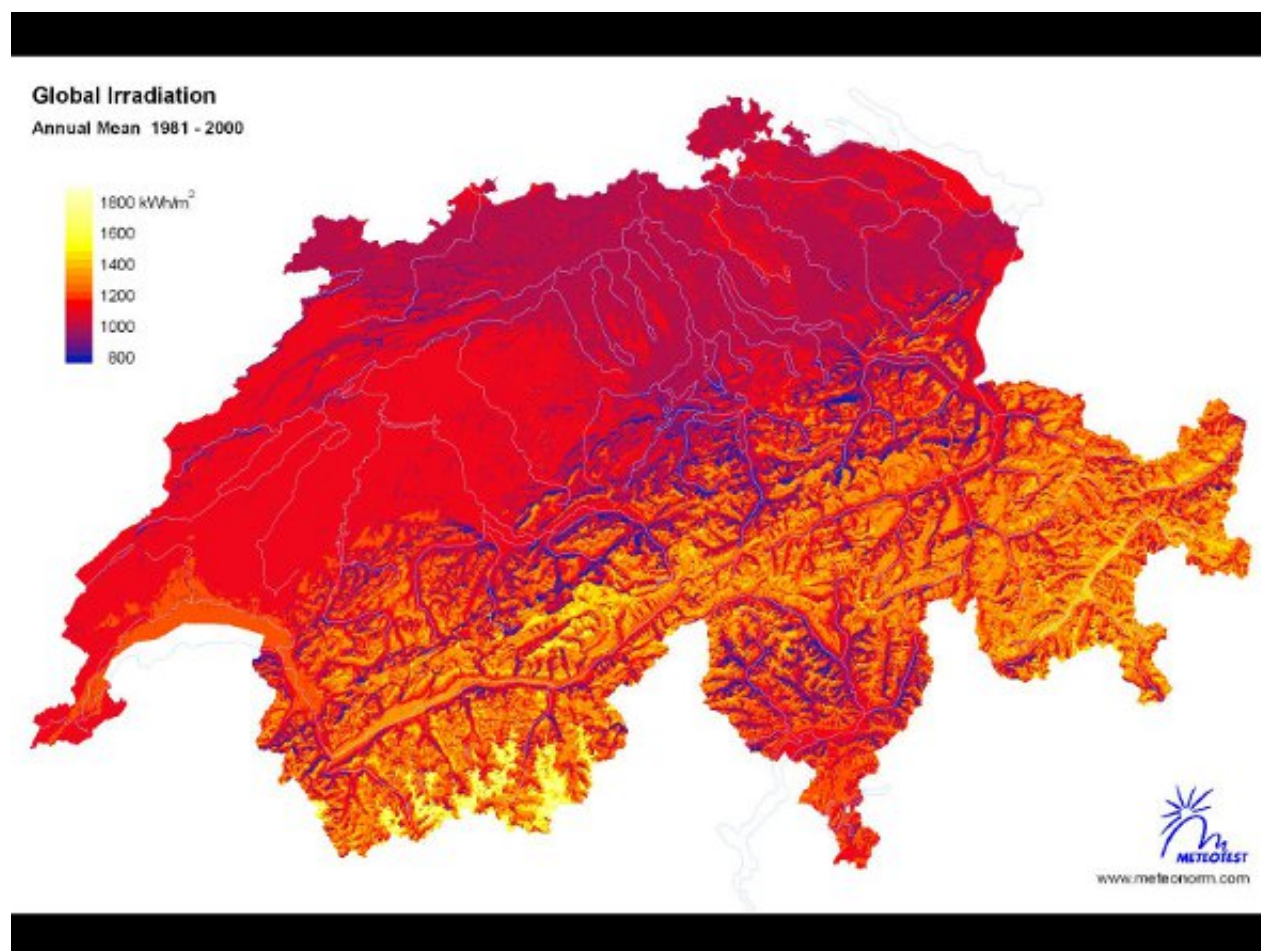 Global Irradiation
Annual Mean 1981 - 2000
1800 kWh/m²
1600
1400
1200
1000
800
METEOTEST
www.meteonorm.com